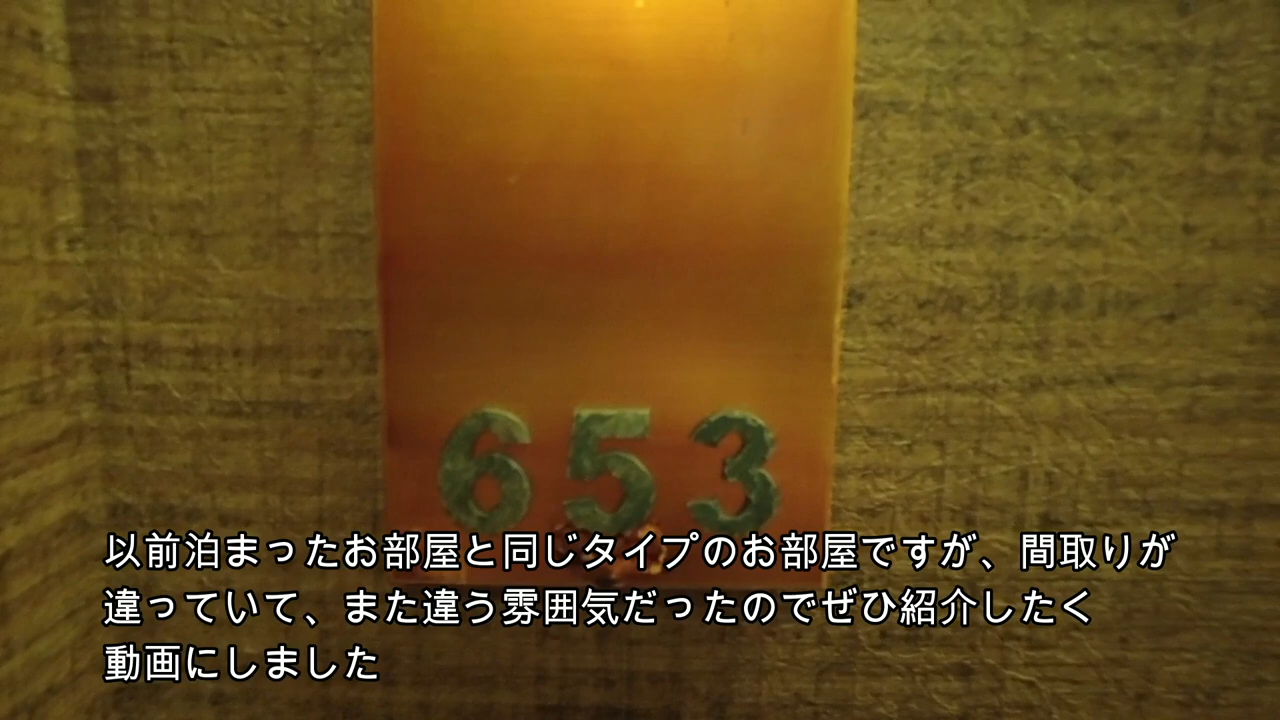 653
以前泊まったお部屋と同じタイプのお部屋ですが、間取りが
違っていて、また違う雰囲気だったのでぜひ紹介したく
動画にしました